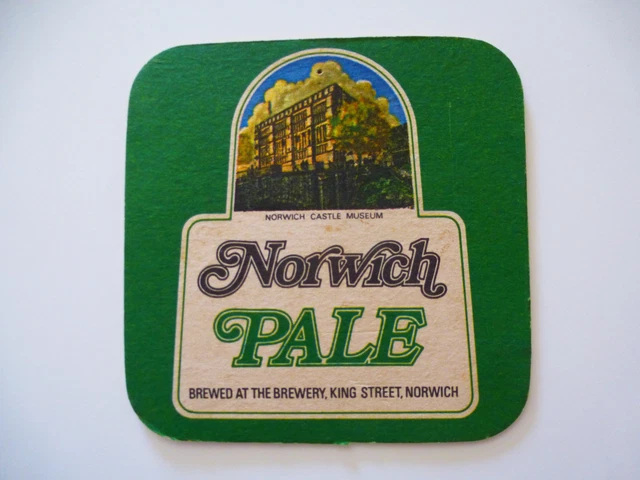 NORWICH CASTLE MUSEUM
Norwich
PALE
BREWED AT THE BREWERY, KING STREET, NORWICH